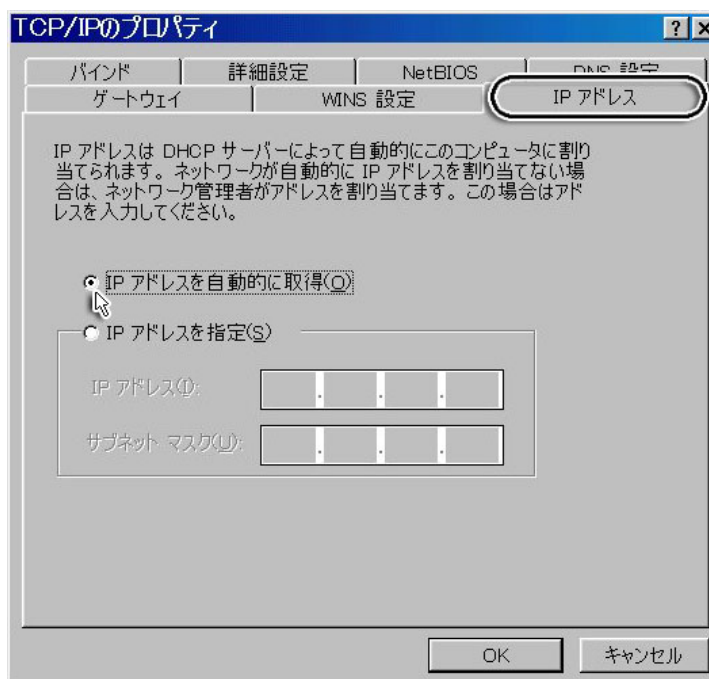 TCP/IPのプロパティ
バインド 詳細設定 NetBIOS DNS 設定
ゲートウェイ WINS 設定 IP アドレス
IP アドレスは DHCP サーバーによって自動的にこのコンピュータに割り
当てられます。ネットワークが自動的に IP アドレスを割り当てない場
合は、ネットワーク管理者がアドレスを割り当てます。この場合はアド
レスを入力してください。
IP アドレスを自動的に取得(O)
IP アドレスを指定(S)
IP アドレス(I):
サブネット マスク(U):
OK キャンセル